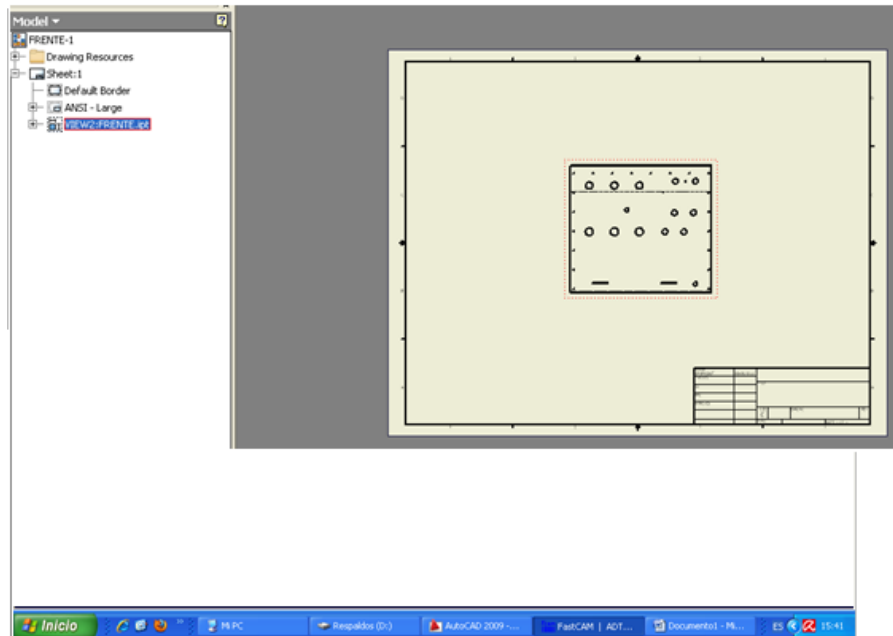 Model
FRENTE-1
Drawing Resources
Sheet:1
Default Border
ANSI - Large
VIEW2:FRENTE.ipt
Inicio
Mi PC
Respaldos (D:)
AutoCAD 2009 -...
FastCAM | ADT...
Documento1 - Mi...
ES
15:41